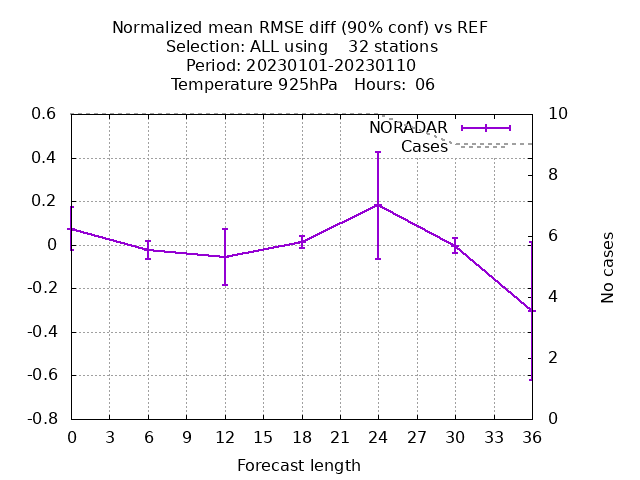 Normalized mean RMSE diff (90% conf) vs REF
Selection: ALL using    32 stations
Period: 20230101-20230110
Temperature 925hPa   Hours:  06
NORADAR
Cases
0.6
0.4
0.2
0
-0.2
-0.4
-0.6
-0.8
10
8
6
4
2
0
No cases
0 3 6 9 12 15 18 21 24 27 30 33 36
Forecast length